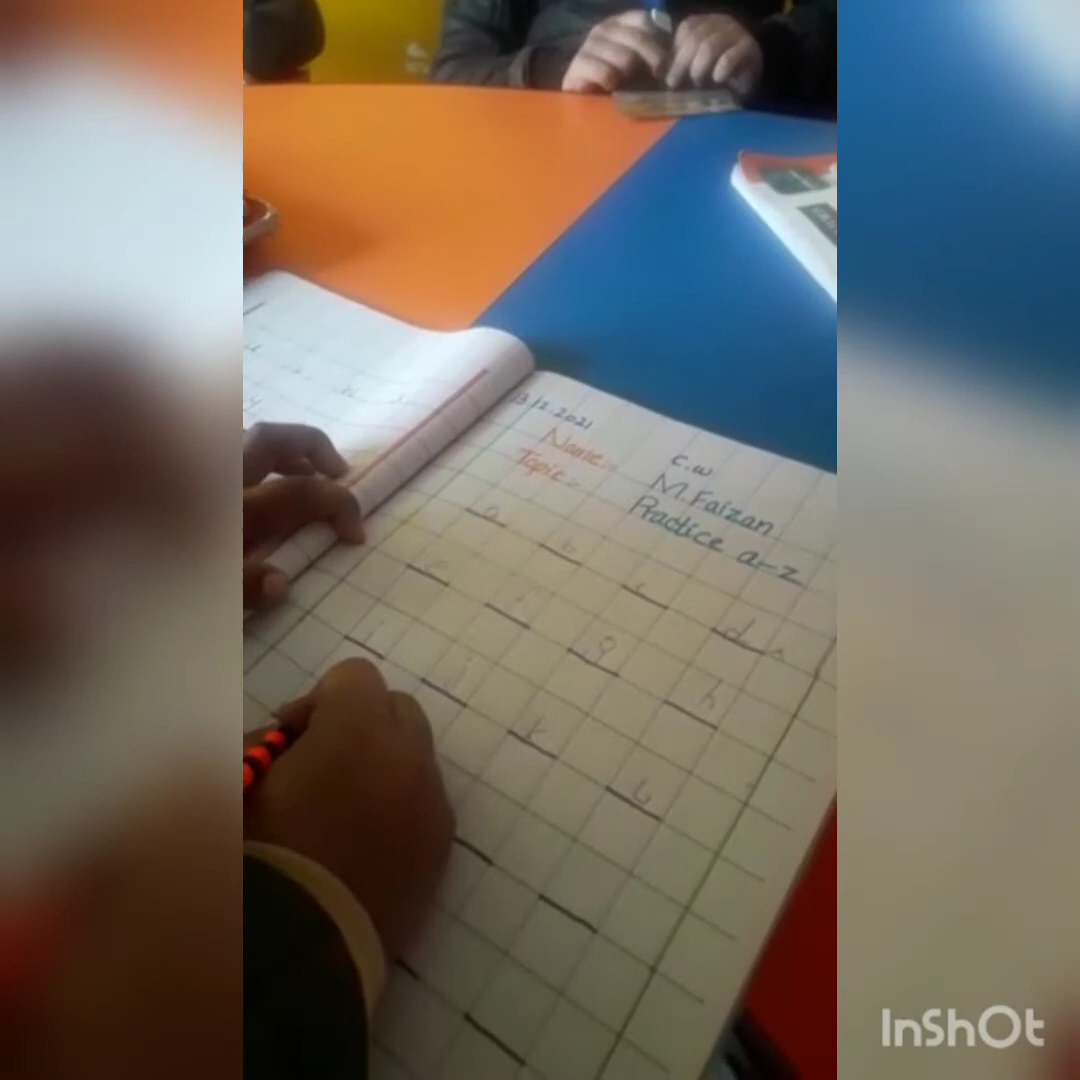 13/12.2021
C.W
Name.. M.Faizan
Topic.. Practice a-z
a b c d
e f g h
i j k l
InShOt